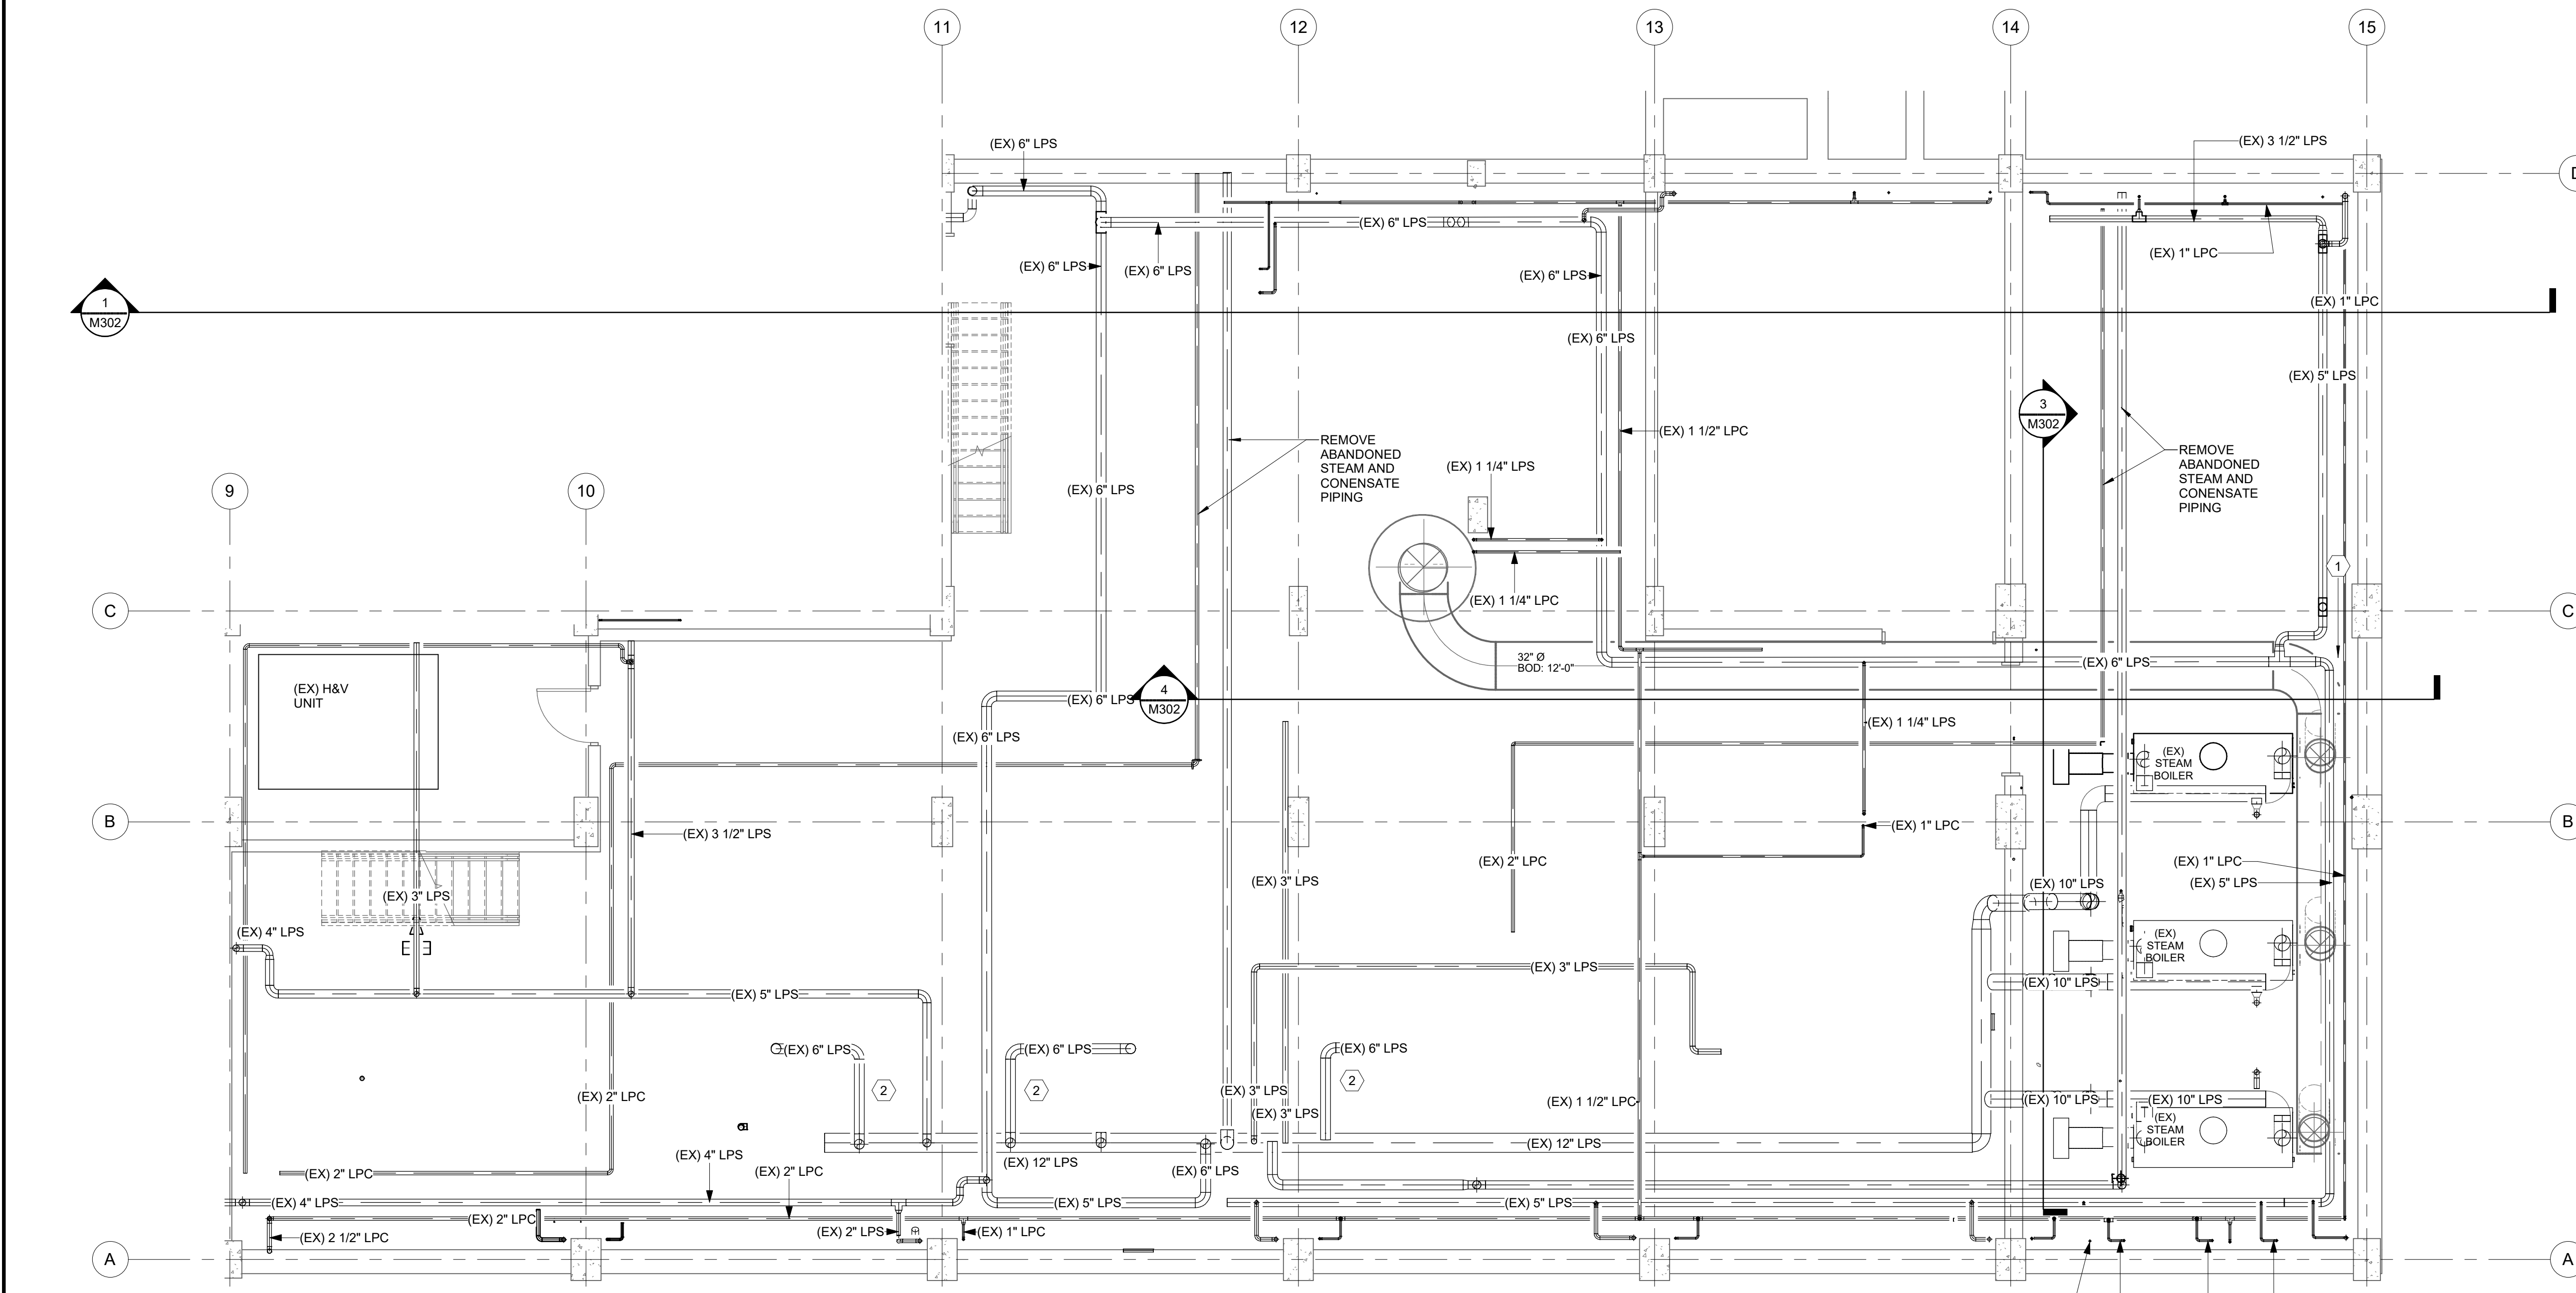 11
12
13
14
15
(EX) 6" LPS
(EX) 3 1/2" LPS
D
(EX) 6" LPS
(EX) 1" LPC
(EX) 6" LPS
(EX) 6" LPS
(EX) 6" LPS
1
M302
(EX) 1" LPC
(EX) 6" LPS
(EX) 5" LPS
3
M302
REMOVE
ABANDONED
STEAM AND
CONENSATE
PIPING
(EX) 1 1/2" LPC
REMOVE
ABANDONED
STEAM AND
CONENSATE
PIPING
(EX) 1 1/4" LPS
9
10
(EX) 6" LPS
1
(EX) 1 1/4" LPC
C
C
32" Ø
BOD: 12'-0"
(EX) 6" LPS
(EX) H&V
UNIT
(EX) 6" LPS
4
M302
(EX) 6" LPS
(EX) 1 1/4" LPS
(EX)
STEAM
BOILER
B
(EX) 3 1/2" LPS
(EX) 1" LPC
B
(EX) 2" LPC
(EX) 1" LPC
(EX) 3" LPS
(EX) 10" LPS
(EX) 5" LPS
(EX) 3" LPS
(EX) 4" LPS
(EX)
STEAM
BOILER
(EX) 5" LPS
(EX) 3" LPS
(EX) 10" LPS
(EX) 6" LPS
(EX) 6" LPS
(EX) 6" LPS
2
2
2
(EX) 2" LPC
(EX) 3" LPS
(EX) 3" LPS
(EX) 1 1/2" LPC
(EX) 10" LPS
(EX) 10" LPS
(EX)
STEAM
BOILER
(EX) 12" LPS
(EX) 4" LPS
(EX) 12" LPS
(EX) 2" LPC
(EX) 2" LPC
(EX) 6" LPS
(EX) 4" LPS
(EX) 5" LPS
(EX) 5" LPS
(EX) 2" LPC
(EX) 2 1/2" LPC
(EX) 2" LPS
(EX) 1" LPC
A
A